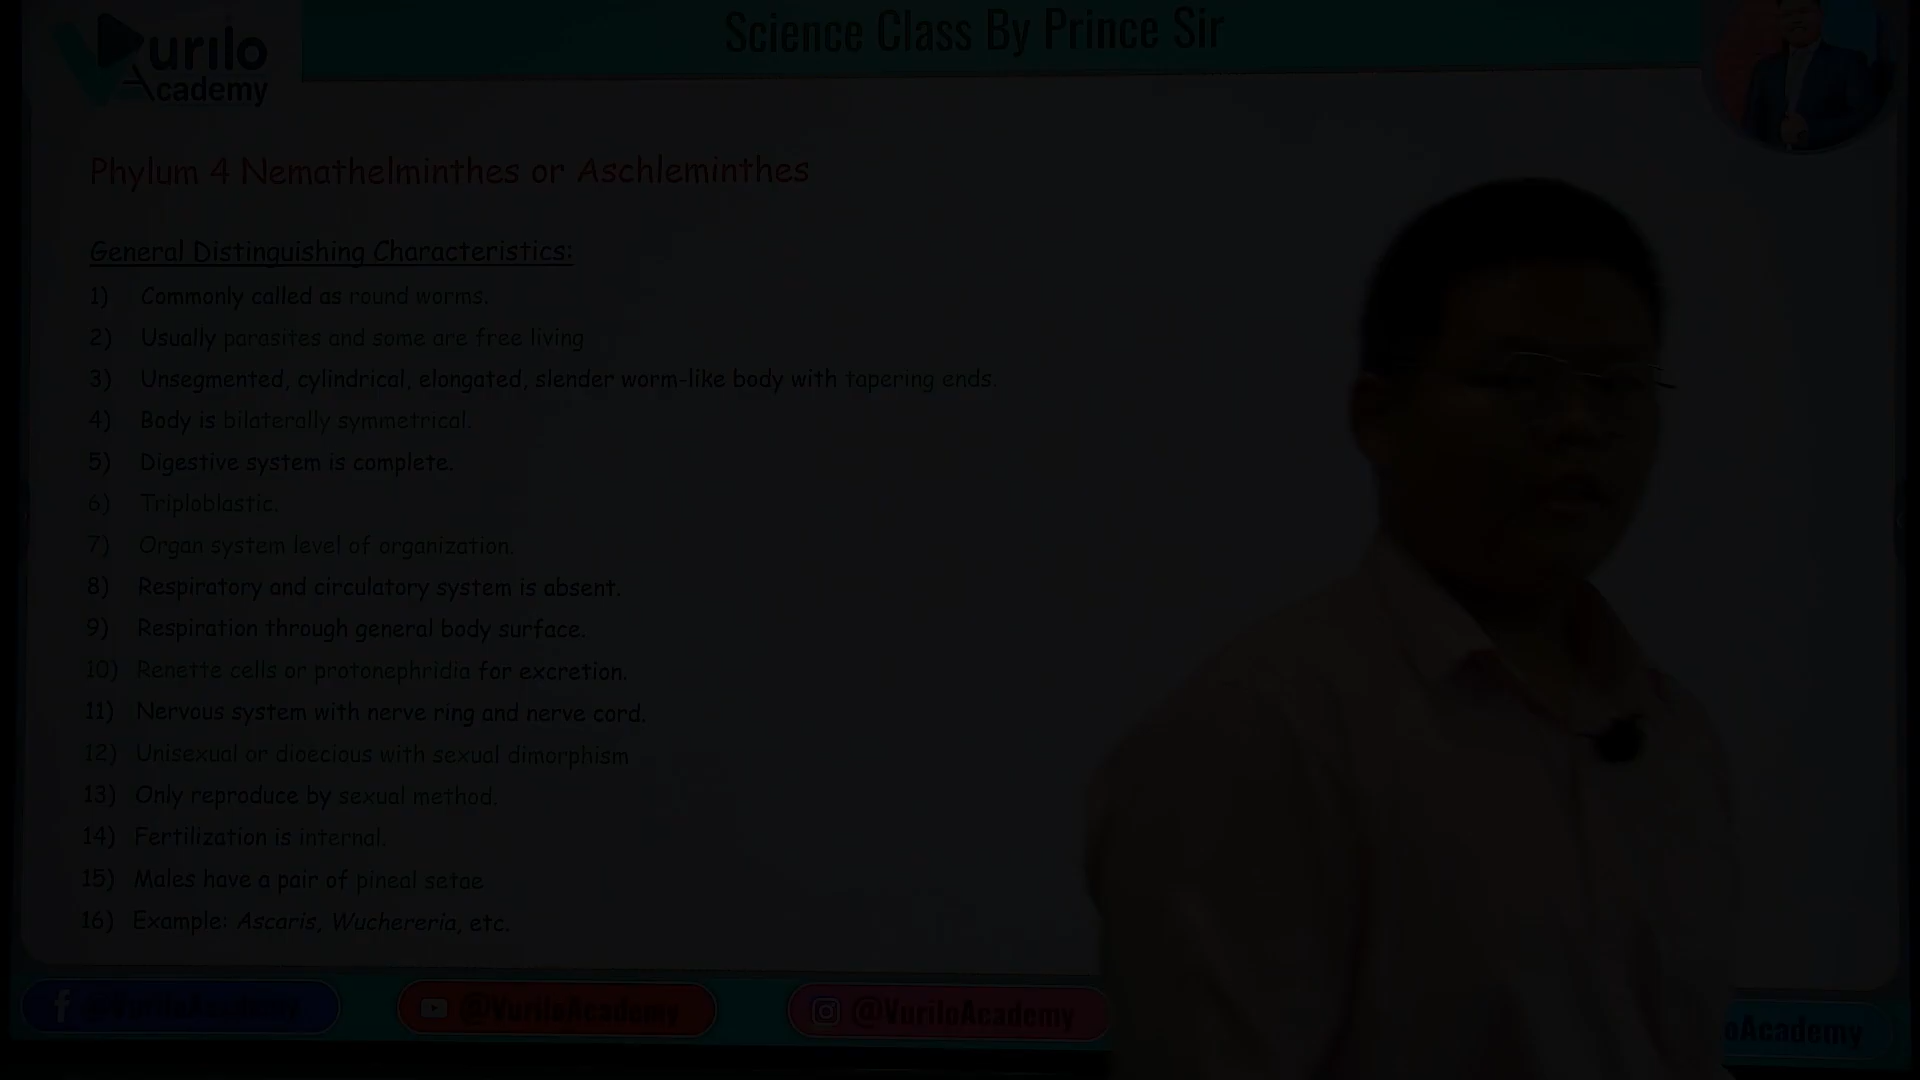 Vurilo
Academy
Science Class By Prince Sir
Phylum 4 Nemathelminthes or Aschleminthes
General Distinguishing Characteristics:
1) Commonly called as round worms.
2) Usually parasites and some are free living
3) Unsegmented, cylindrical, elongated, slender worm-like body with tapering ends.
4) Body is bilaterally symmetrical.
5) Digestive system is complete.
6) Triploblastic.
7) Organ system level of organization.
8) Respiratory and circulatory system is absent.
9) Respiration through general body surface.
10) Renette cells or protonephridia for excretion.
11) Nervous system with nerve ring and nerve cord.
12) Unisexual or dioecious with sexual dimorphism
13) Only reproduce by sexual method.
14) Fertilization is internal.
15) Males have a pair of pineal setae
16) Example: Ascaris, Wuchereria, etc.
@VuriloAcademy @VuriloAcademy @VuriloAcademy loAcademy